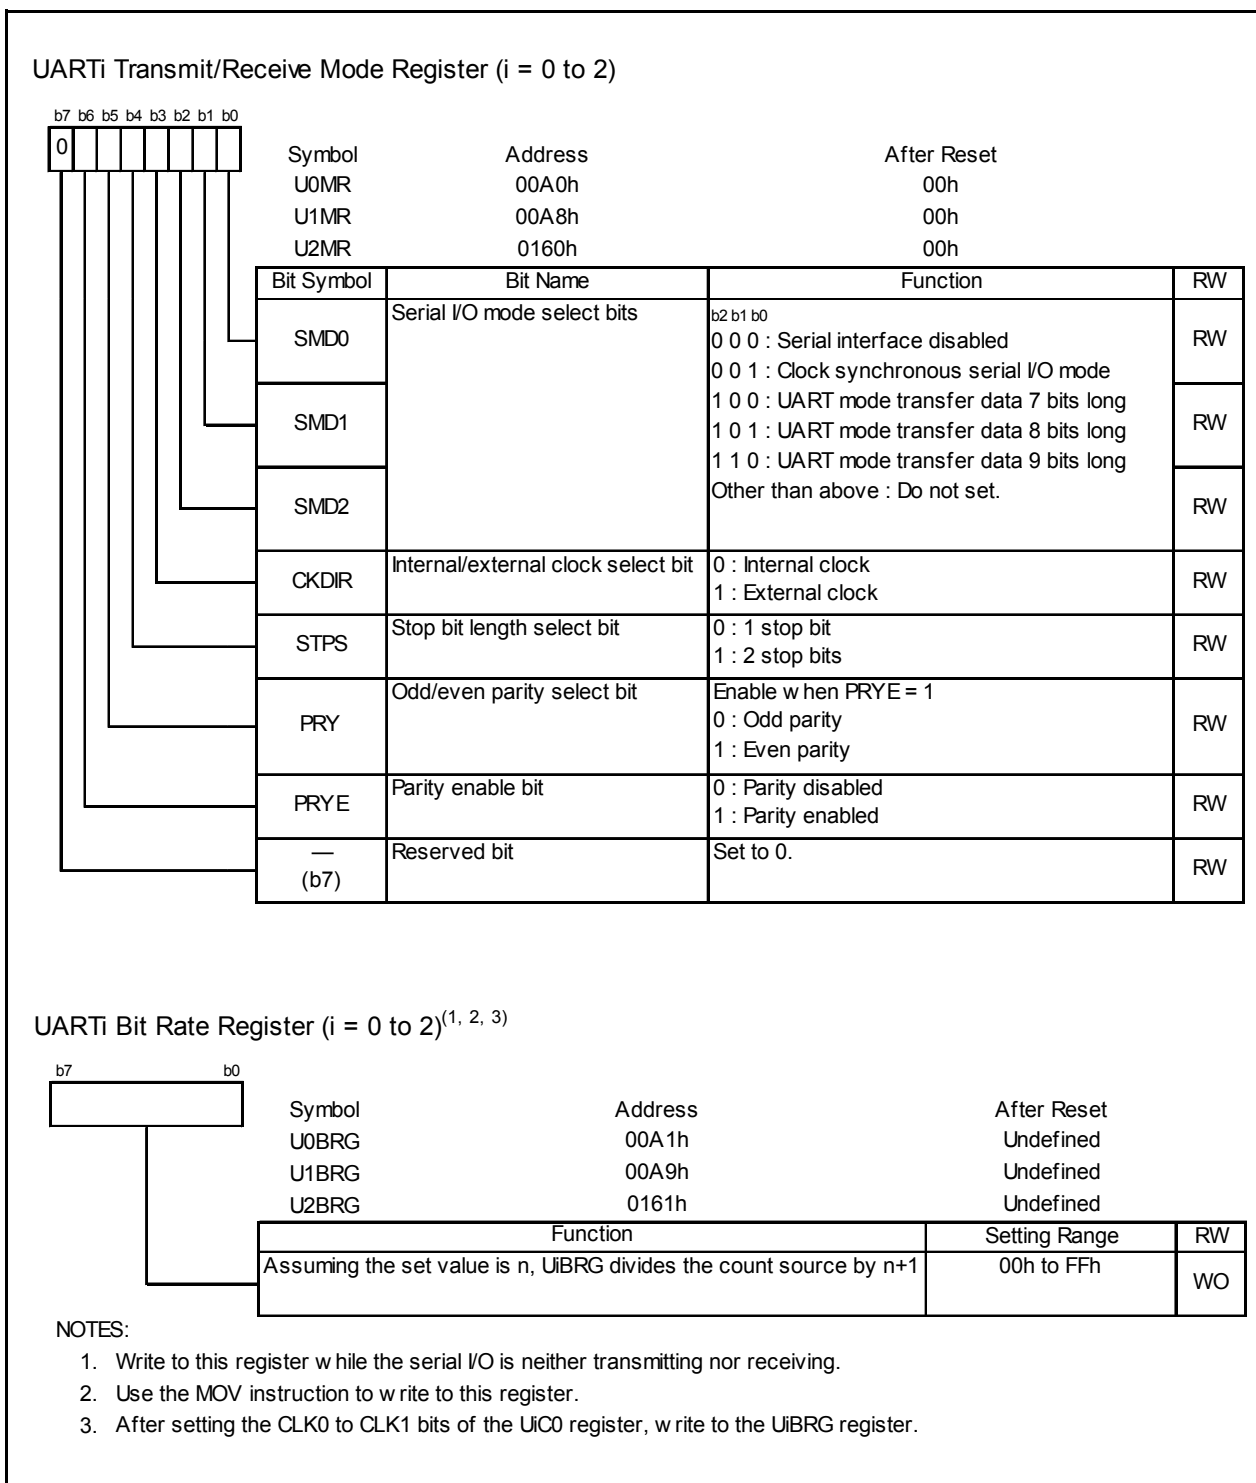 UARTi Transmit/Receive Mode Register (i = 0 to 2)
b7 b6 b5 b4 b3 b2 b1 b0
0
Symbol Address After Reset
U0MR 00A0h 00h
U1MR 00A8h 00h
U2MR 0160h 00h
Bit Symbol Bit Name Function RW
SMD0 Serial I/O mode select bits b2 b1 b0 RW
0 0 0 : Serial interface disabled
0 0 1 : Clock synchronous serial I/O mode
SMD1 1 0 0 : UART mode transfer data 7 bits long RW
1 0 1 : UART mode transfer data 8 bits long
1 1 0 : UART mode transfer data 9 bits long
SMD2 Other than above : Do not set. RW
CKDIR Internal/external clock select bit 0 : Internal clock RW
1 : External clock
STPS Stop bit length select bit 0 : 1 stop bit RW
1 : 2 stop bits
PRY Odd/even parity select bit Enable when PRYE = 1 RW
0 : Odd parity
1 : Even parity
PRYE Parity enable bit 0 : Parity disabled RW
1 : Parity enabled
— Reserved bit Set to 0. RW
(b7)
UARTi Bit Rate Register (i = 0 to 2)(1, 2, 3)
b7 b0
Symbol Address After Reset
U0BRG 00A1h Undefined
U1BRG 00A9h Undefined
U2BRG 0161h Undefined
Function Setting Range RW
Assuming the set value is n, UiBRG divides the count source by n+1 00h to FFh WO
NOTES:
1. Write to this register while the serial I/O is neither transmitting nor receiving.
2. Use the MOV instruction to write to this register.
3. After setting the CLK0 to CLK1 bits of the UiC0 register, write to the UiBRG register.